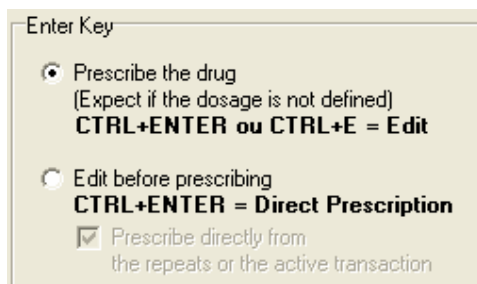 Enter Key
Prescribe the drug
(Expect if the dosage is not defined)
CTRL+ENTER ou CTRL+E = Edit
Edit before prescribing
CTRL+ENTER = Direct Prescription
Prescribe directly from
the repeats or the active transaction